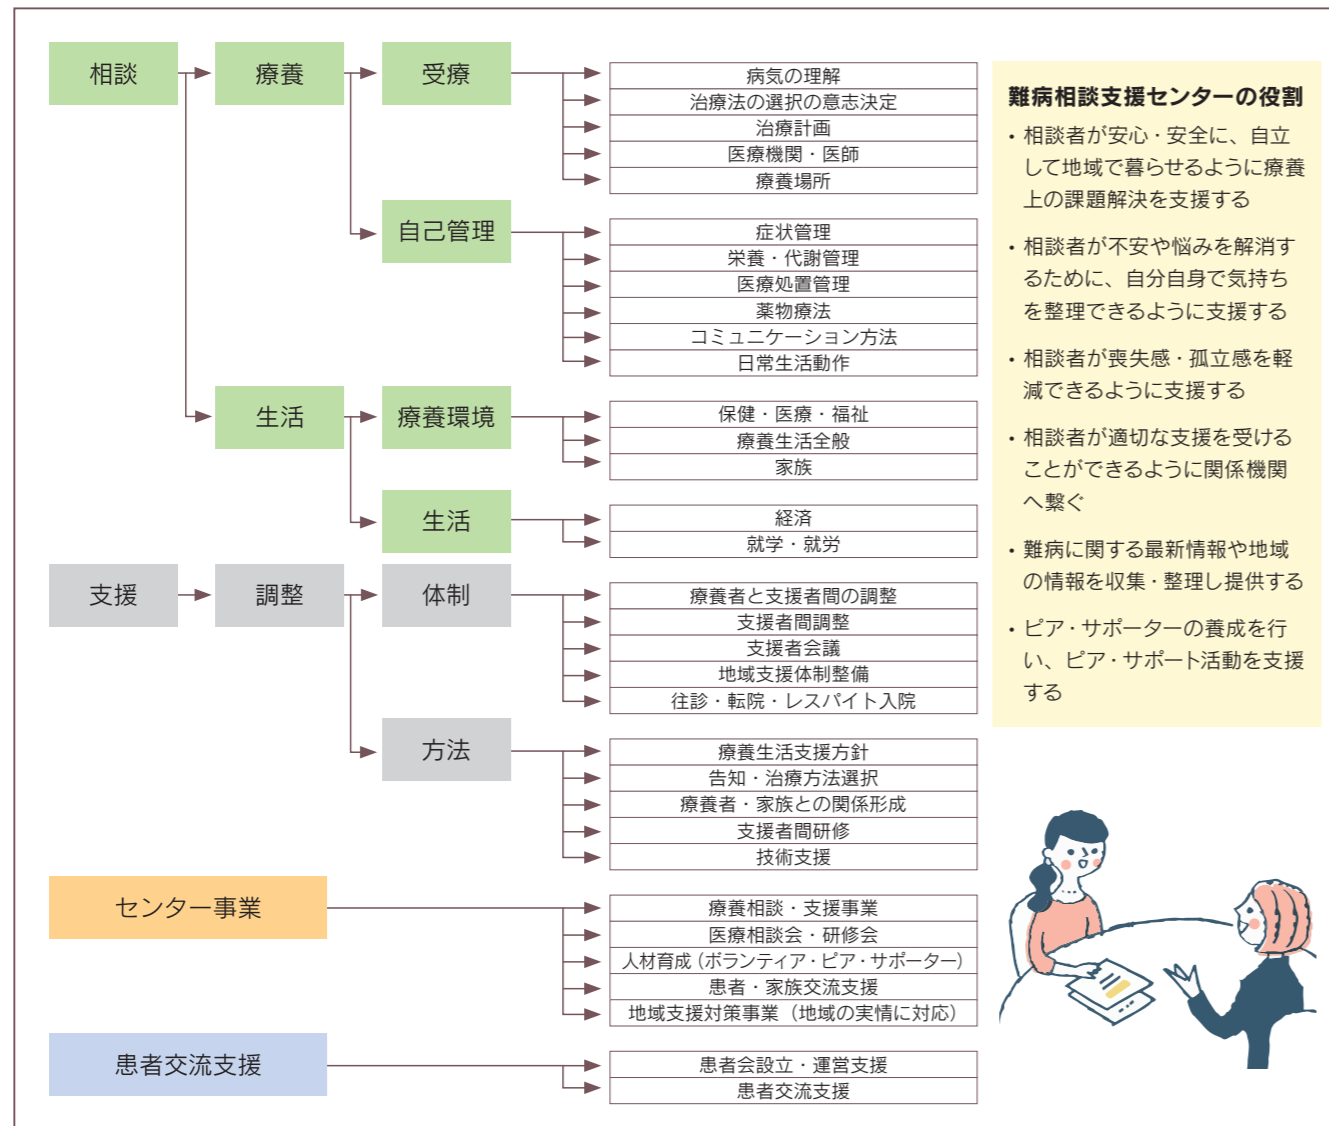 相談
療養
受療
病気の理解
治療法の選択の意志決定
治療計画
医療機関・医師
療養場所
自己管理
症状管理
栄養・代謝管理
医療処置管理
薬物療法
コミュニケーション方法
日常生活動作
生活
療養環境
保健・医療・福祉
療養生活全般
家族
生活
経済
就学・就労
支援
調整
体制
療養者と支援者間の調整
支援者間調整
支援者会議
地域支援体制整備
往診・転院・レスパイト入院
方法
療養生活支援方針
告知・治療方法選択
療養者・家族との関係形成
支援者間研修
技術支援
センター事業
療養相談・支援事業
医療相談会・研修会
人材育成（ボランティア・ピア・サポーター）
患者・家族交流支援
地域支援対策事業（地域の実情に対応）
患者交流支援
患者会設立・運営支援
患者交流支援
難病相談支援センターの役割
・相談者が安心・安全に、自立
して地域で暮らせるように療養
上の課題解決を支援する
・相談者が不安や悩みを解消す
るために、自分自身で気持ち
を整理できるように支援する
・相談者が喪失感・孤立感を軽
減できるように支援する
・相談者が適切な支援を受ける
ことができるように関係機関
へ繋ぐ
・難病に関する最新情報や地域
の情報を収集・整理し提供する
・ピア・サポーターの養成を行
い、ピア・サポート活動を支援
する